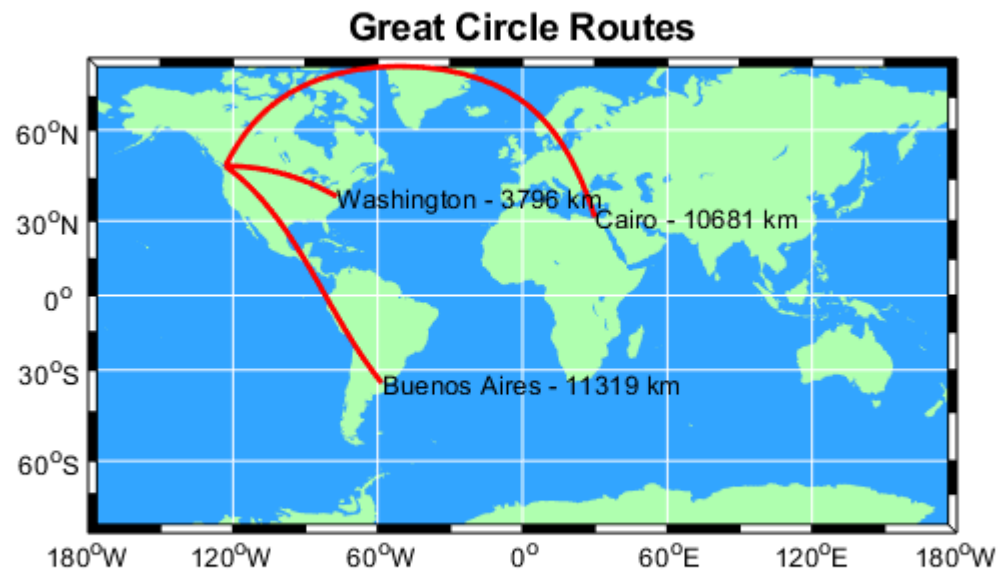 Great Circle Routes
60°N
Washington - 3796 km
30°N
Cairo - 10681 km
0°
30°S
Buenos Aires - 11319 km
60°S
180°W 120°W 60°W 0° 60°E 120°E 180°W